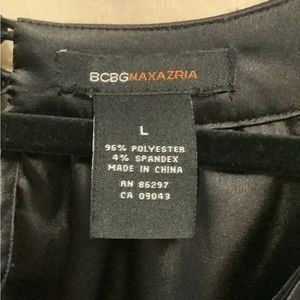 BCBGMAXAZRIA
L
96% POLYESTER
4% SPANDEX
MADE IN CHINA
RN 86297
CA 09043